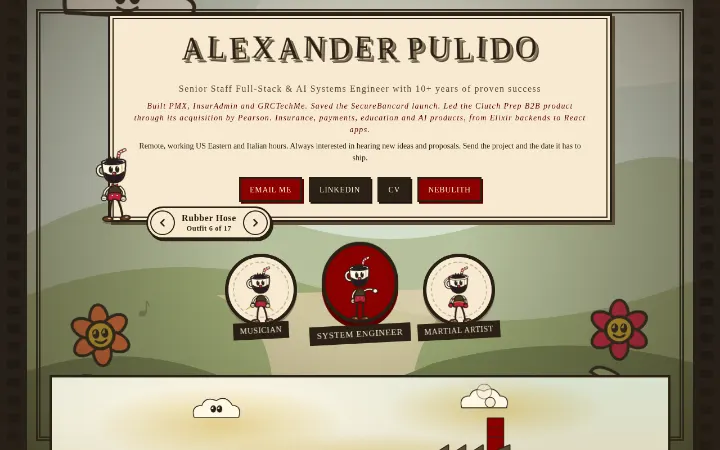 ALEXANDER PULIDO
Senior Staff Full-Stack & AI Systems Engineer with 10+ years of proven success
Built PMX, InsurAdmin and GRCTechMe. Saved the SecureBancard launch. Led the Clutch Prep B2B product
through its acquisition by Pearson. Insurance, payments, education and AI products, from Elixir backends to React
apps.
Remote, working US Eastern and Italian hours. Always interested in hearing new ideas and proposals. Send the project and the date it has to
ship.
EMAIL ME
LINKEDIN
CV
NEBULITH
Rubber Hose
Outfit 6 of 17
MUSICIAN
SYSTEM ENGINEER
MARTIAL ARTIST